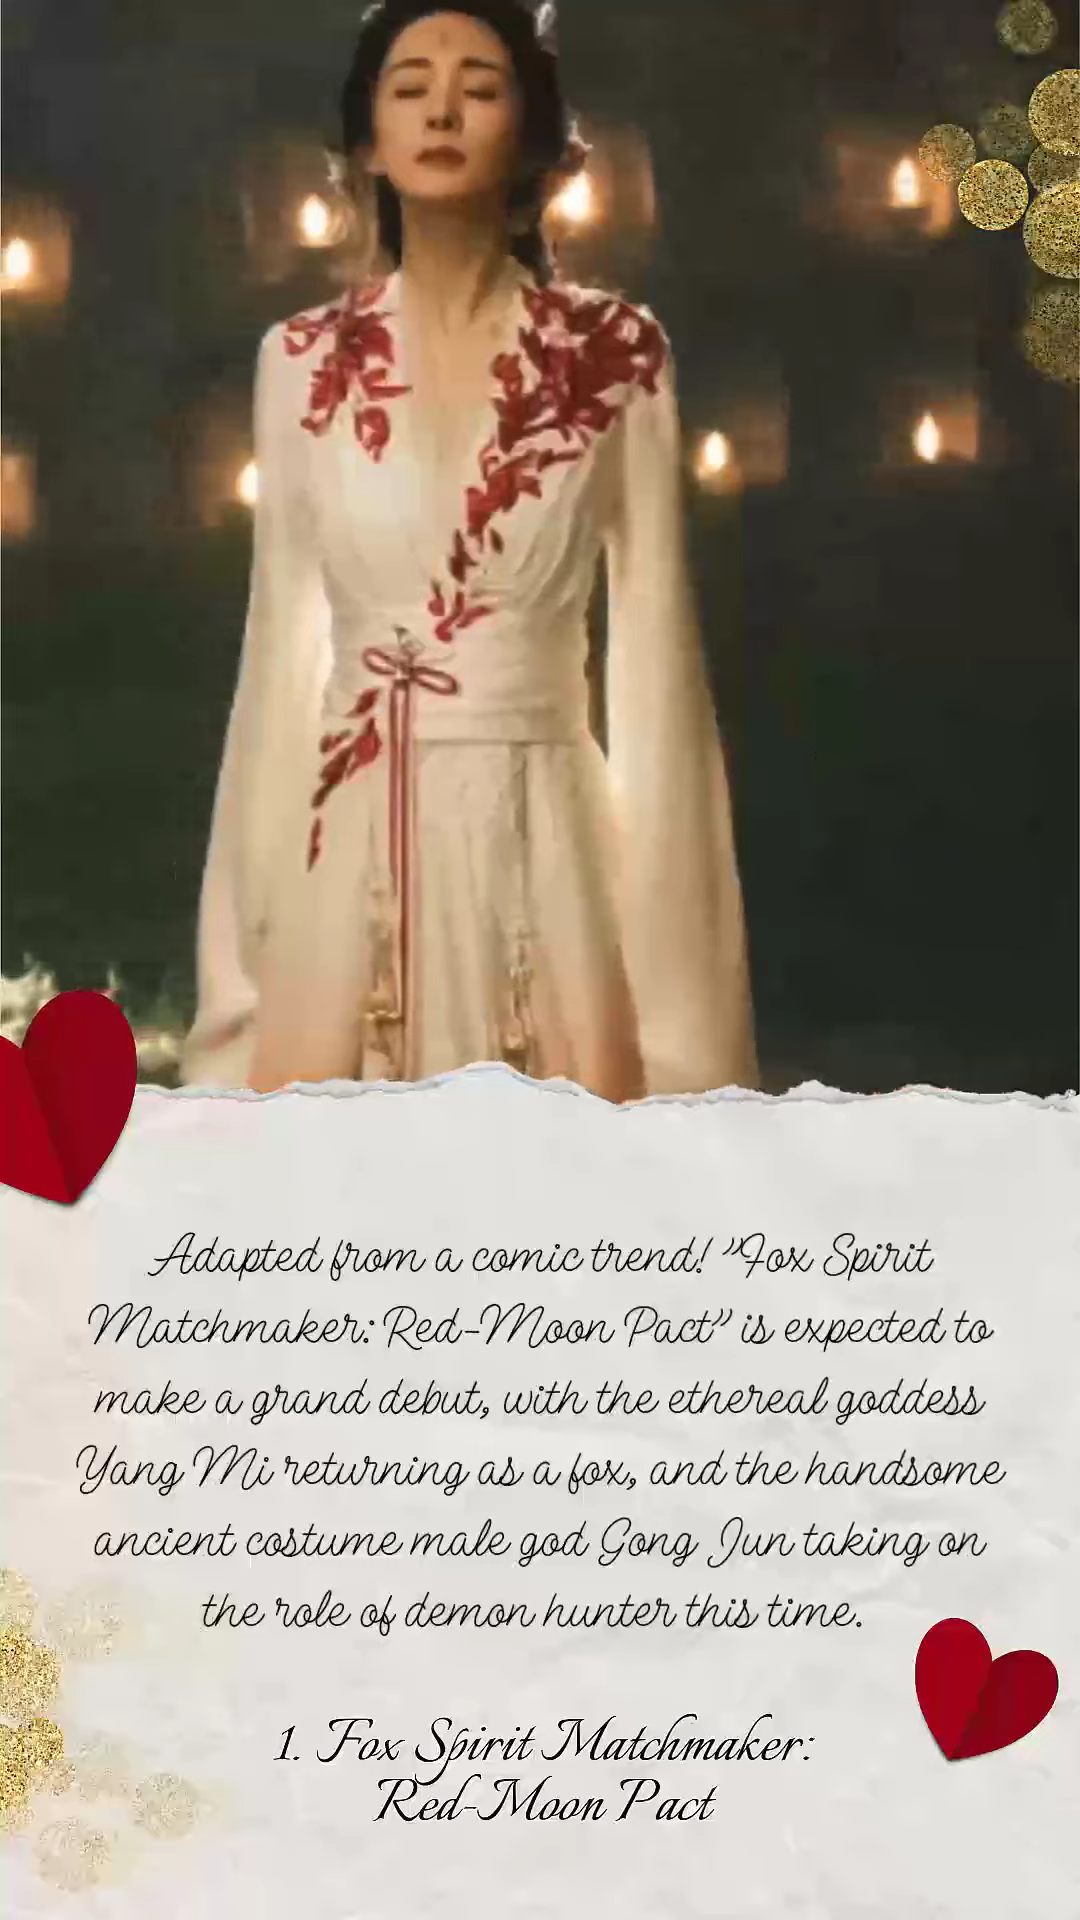 Adapted from a comic trend! "Fox Spirit
Matchmaker: Red-Moon Pact" is expected to
make a grand debut, with the ethereal goddess
Yang Mi returning as a fox, and the handsome
ancient costume male god Gong Jun taking on
the role of demon hunter this time.
1. Fox Spirit Matchmaker:
Red-Moon Pact